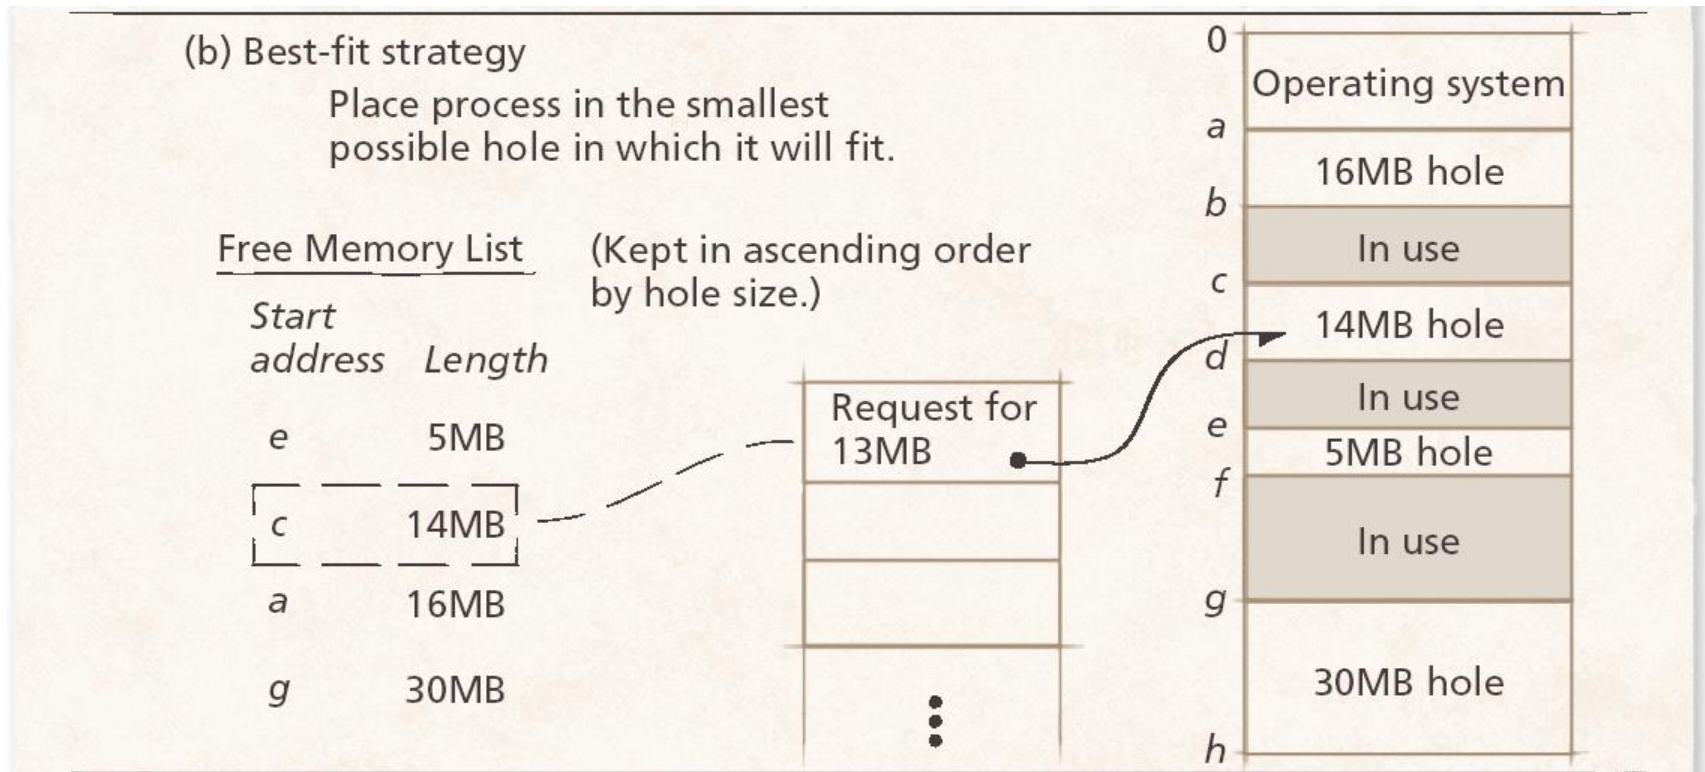 (b) Best-fit strategy
Place process in the smallest
possible hole in which it will fit.
Free Memory List
(Kept in ascending order
by hole size.)
Start
address Length
e 5MB
c 14MB
a 16MB
g 30MB
Request for
13MB
0
Operating system
a
16MB hole
b
In use
c
14MB hole
d
In use
e
5MB hole
f
In use
g
30MB hole
h